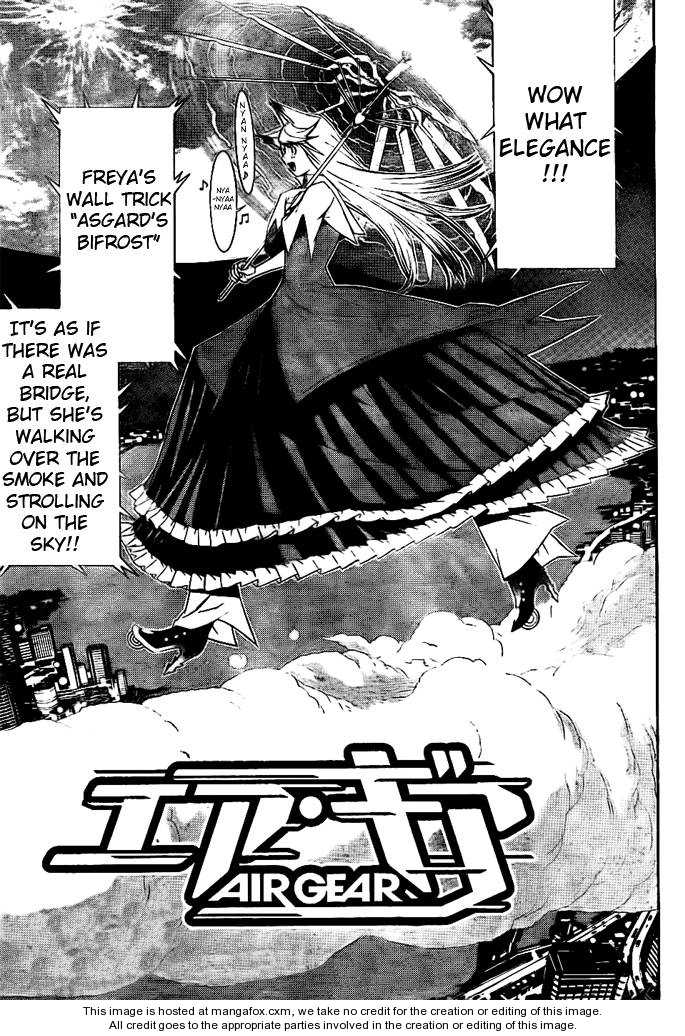 WOW
WHAT
ELEGANCE
!!!
NYAN NYAA♪
NYA
-NYAA
NYAA
FREYA'S
WALL TRICK
"ASGARD'S
BIFROST"
IT'S AS IF
THERE WAS
A REAL
BRIDGE,
BUT SHE'S
WALKING
OVER THE
SMOKE AND
STROLLING
ON THE
SKY!!
エア・ギア
AIR GEAR
This image is hosted at mangafox.cxm, we take no credit for the creation or editing of this image.
All credit goes to the appropriate parties involved in the creation or editing of this image.